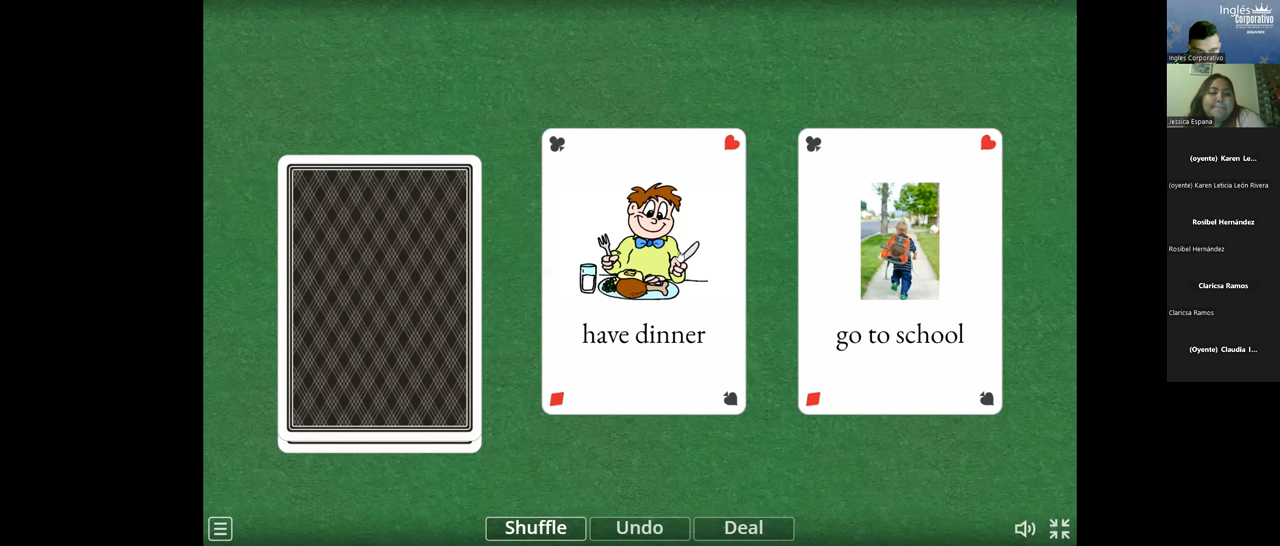 have dinner
go to school
Shuffle
Undo
Deal
Inglés
Corporativo
BEGINNER
Ingles Corporativo
Jessica Espana
(oyente) Karen Le...
(oyente) Karen Leticia León Rivera
Rosibel Hernández
Rosibel Hernández
Claricsa Ramos
Claricsa Ramos
(Oyente) Claudia I...